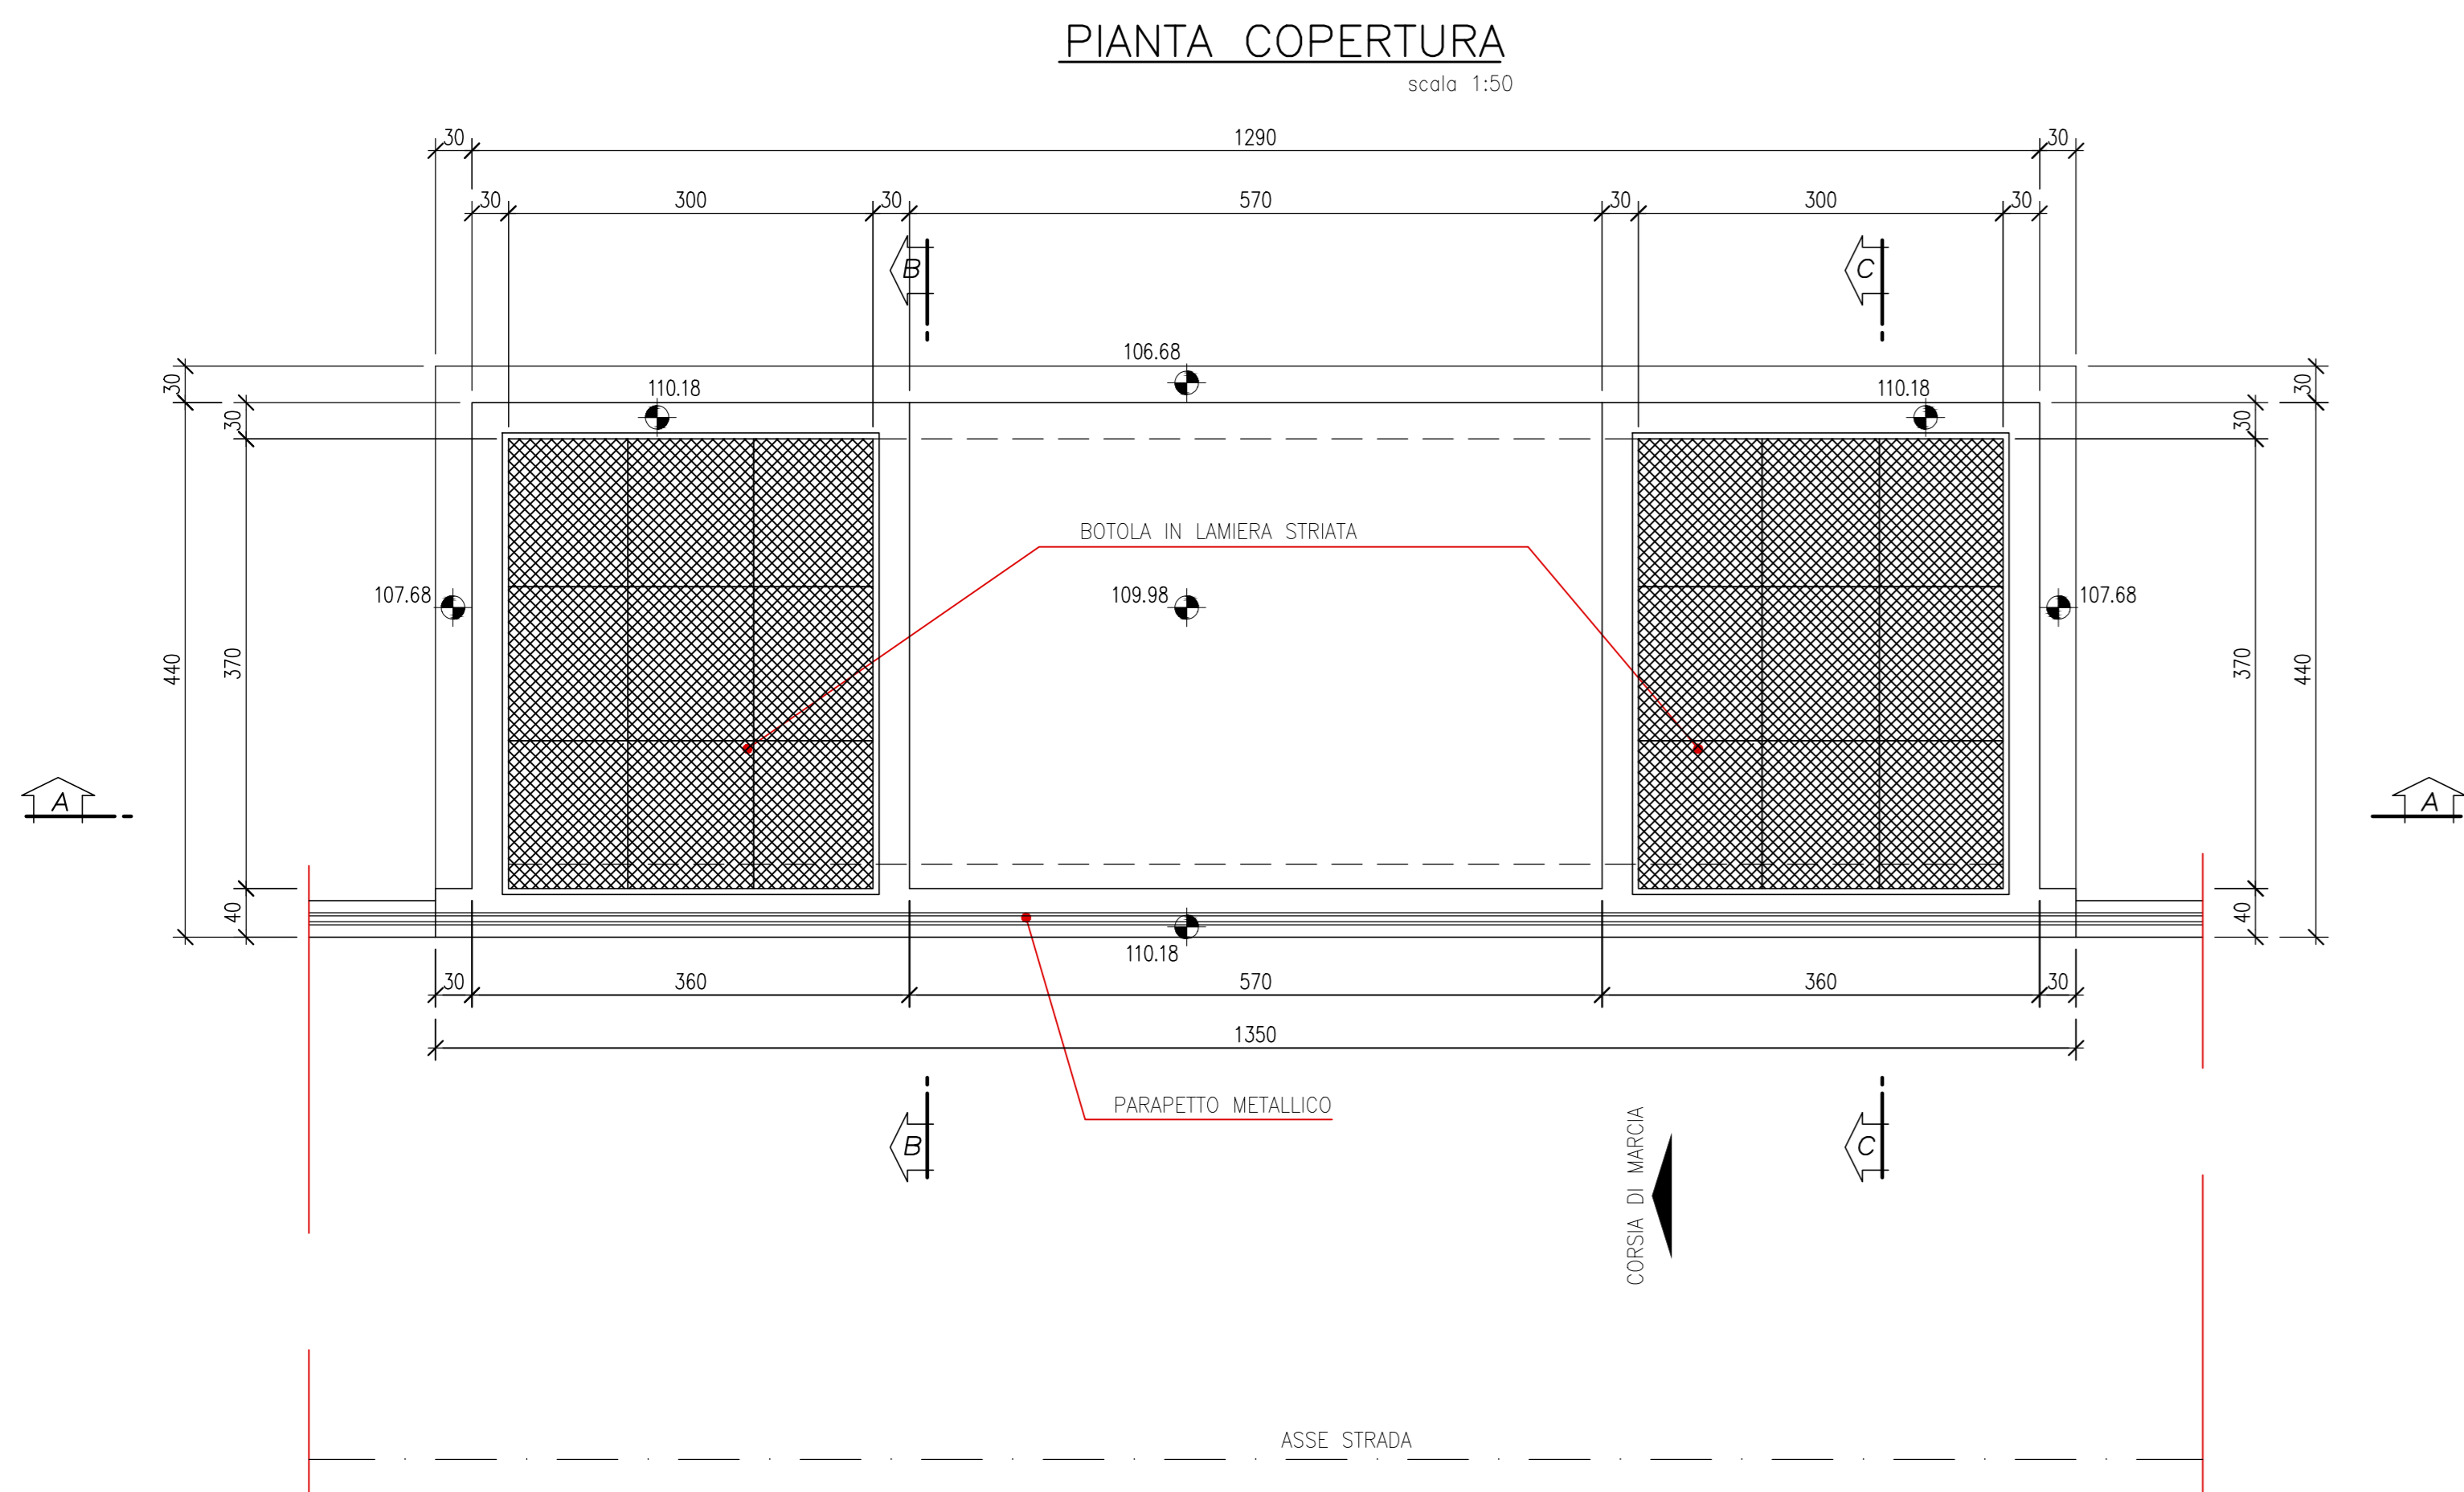 PIANTA COPERTURA
scala 1:50
30 1290 30
30 300 30 570 30 300 30
B C
106.68
30 30
110.18 110.18
30 30
BOTOLA IN LAMIERA STRIATA
107.68 109.98 107.68
440 370 370 440
A A
40 40
110.18
30 360 570 360 30
1350
PARAPETTO METALLICO
B C
CORSIA DI MARCIA
ASSE STRADA